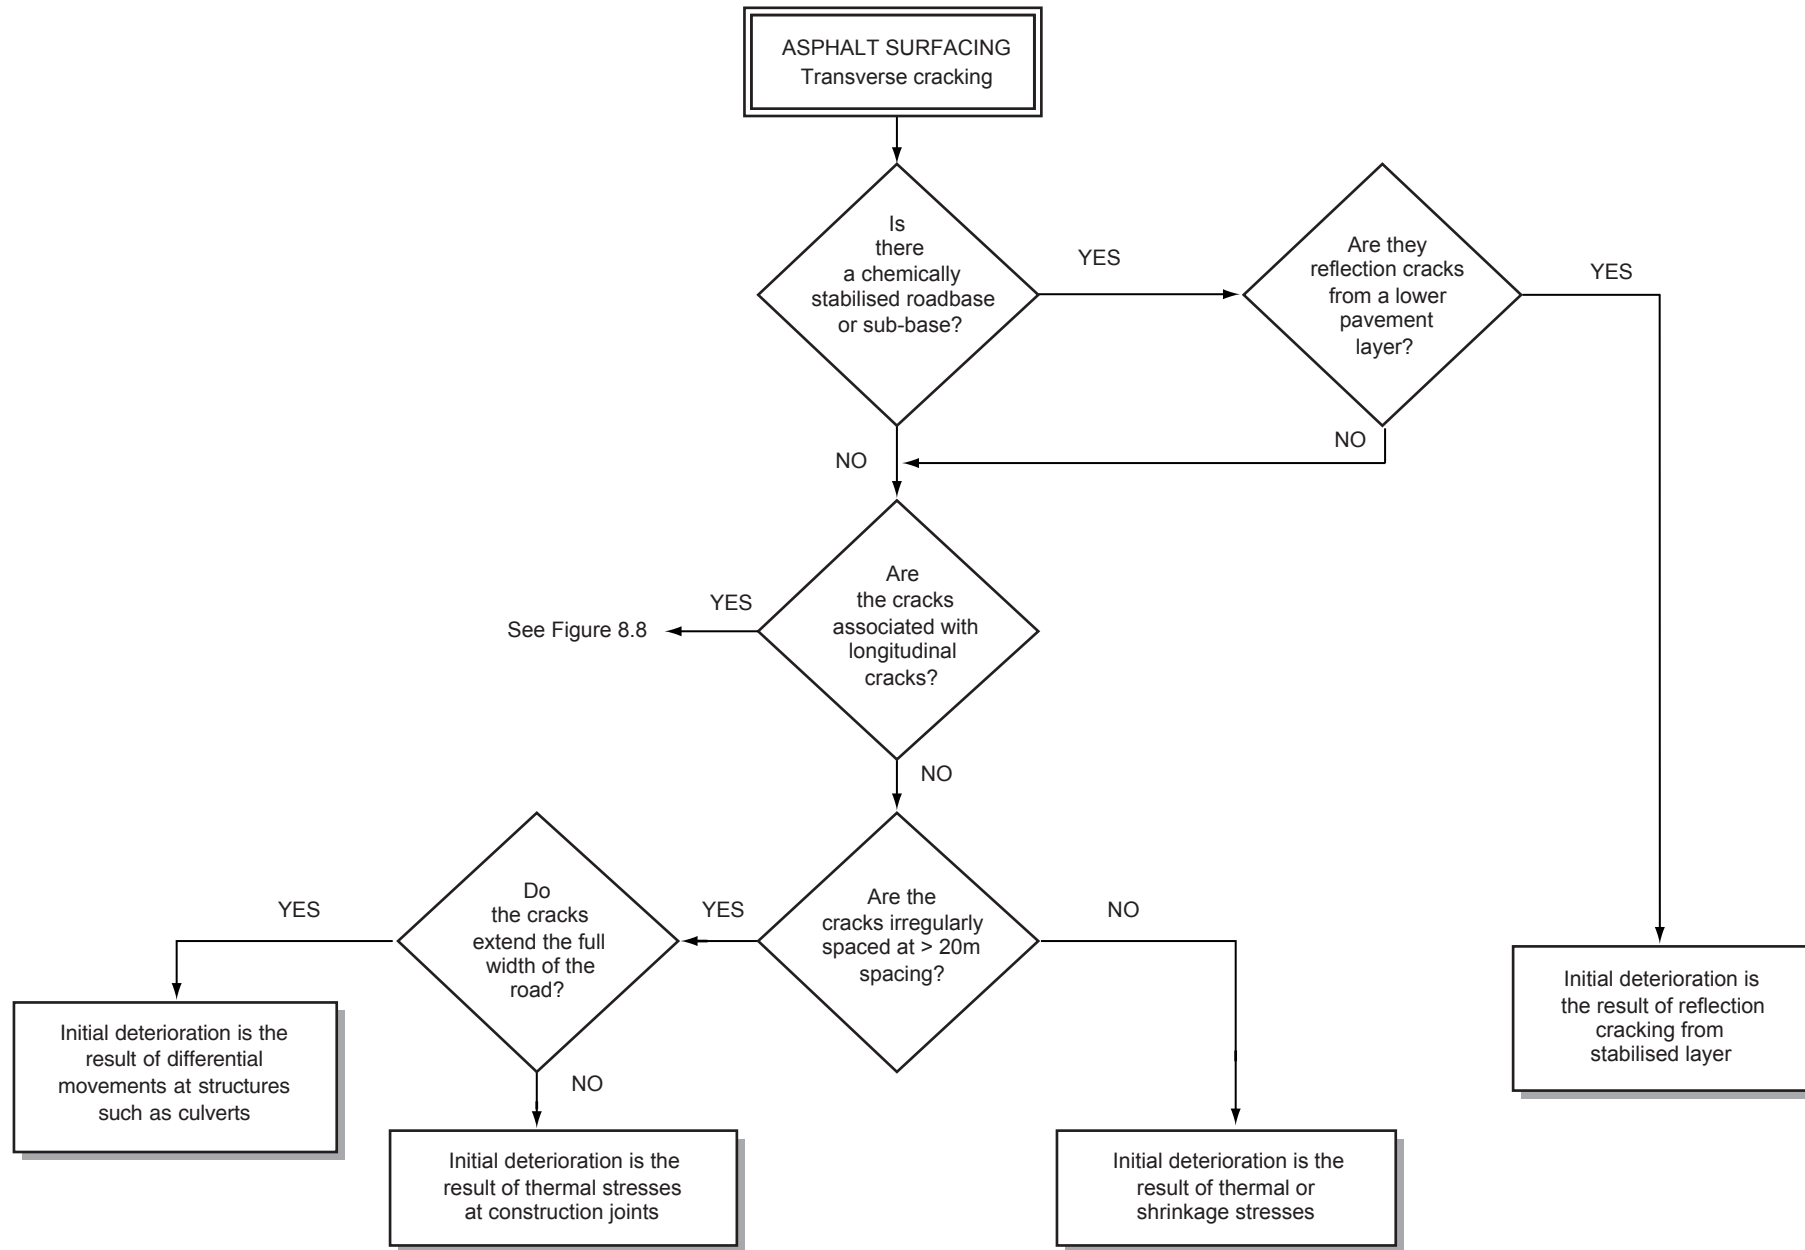 ASPHALT SURFACING
Transverse cracking
Is
there
a chemically
stabilised roadbase
or sub-base?
YES
Are they
reflection cracks
from a lower
pavement
layer?
YES
NO
NO
Are
the cracks
associated with
longitudinal
cracks?
YES
See Figure 8.8
NO
Are the
cracks irregularly
spaced at > 20m
spacing?
YES
NO
Do
the cracks
extend the full
width of the
road?
YES
NO
Initial deterioration is the
result of differential
movements at structures
such as culverts
Initial deterioration is the
result of thermal stresses
at construction joints
Initial deterioration is the
result of thermal or
shrinkage stresses
Initial deterioration is
the result of reflection
cracking from
stabilised layer